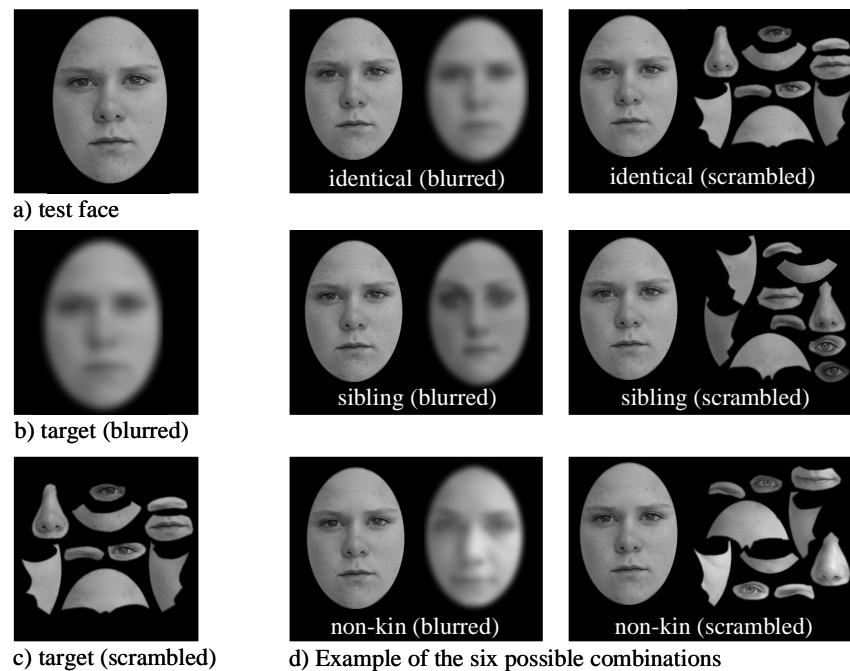 a) test face
identical (blurred)
identical (scrambled)
b) target (blurred)
sibling (blurred)
sibling (scrambled)
c) target (scrambled)
non-kin (blurred)
non-kin (scrambled)
d) Example of the six possible combinations